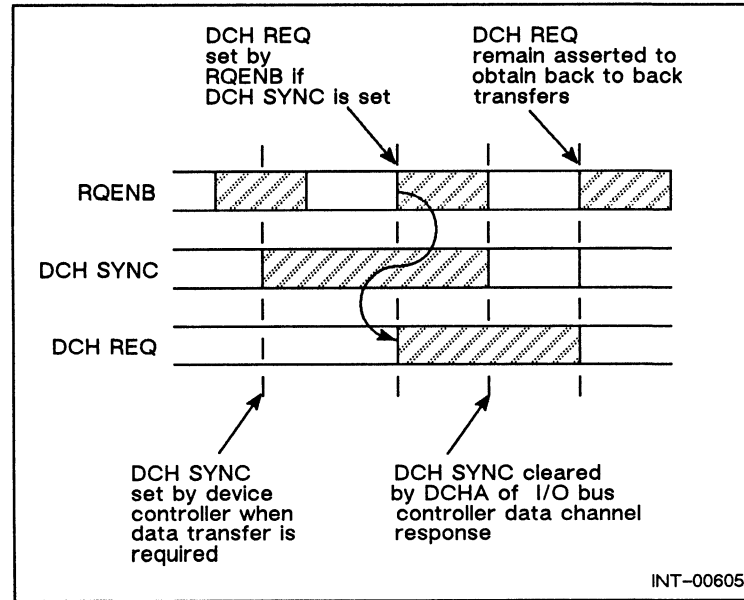 DCH REQ
set by
RQENB if
DCH SYNC is set
DCH REQ
remain asserted to
obtain back to back
transfers
RQENB
DCH SYNC
DCH REQ
DCH SYNC
set by device
controller when
data transfer is
required
DCH SYNC cleared
by DCHA of I/O bus
controller data channel
response
INT-00605